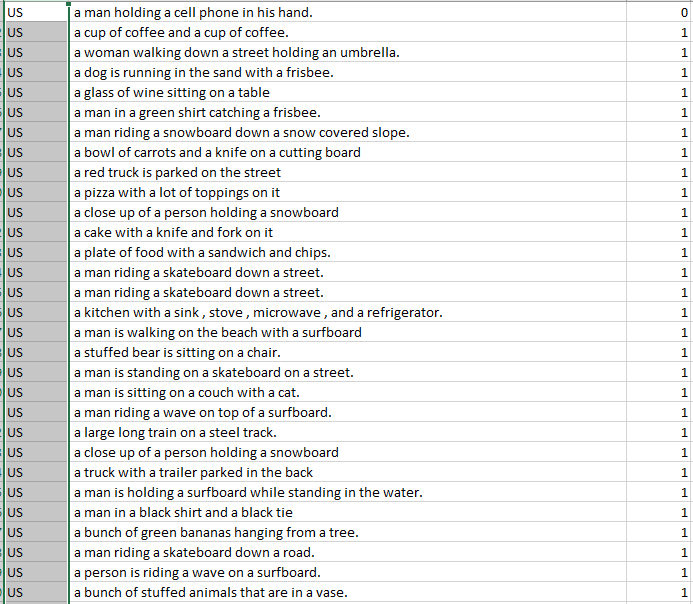 US a man holding a cell phone in his hand. 0
US a cup of coffee and a cup of coffee. 1
US a woman walking down a street holding an umbrella. 1
US a dog is running in the sand with a frisbee. 1
US a glass of wine sitting on a table 1
US a man in a green shirt catching a frisbee. 1
US a man riding a snowboard down a snow covered slope. 1
US a bowl of carrots and a knife on a cutting board 1
US a red truck is parked on the street 1
US a pizza with a lot of toppings on it 1
US a close up of a person holding a snowboard 1
US a cake with a knife and fork on it 1
US a plate of food with a sandwich and chips. 1
US a man riding a skateboard down a street. 1
US a man riding a skateboard down a street. 1
US a kitchen with a sink , stove , microwave , and a refrigerator. 1
US a man is walking on the beach with a surfboard 1
US a stuffed bear is sitting on a chair. 1
US a man is standing on a skateboard on a street. 1
US a man is sitting on a couch with a cat. 1
US a man riding a wave on top of a surfboard. 1
US a large long train on a steel track. 1
US a close up of a person holding a snowboard 1
US a truck with a trailer parked in the back 1
US a man is holding a surfboard while standing in the water. 1
US a man in a black shirt and a black tie 1
US a bunch of green bananas hanging from a tree. 1
US a man riding a skateboard down a road. 1
US a person is riding a wave on a surfboard. 1
US a bunch of stuffed animals that are in a vase. 1